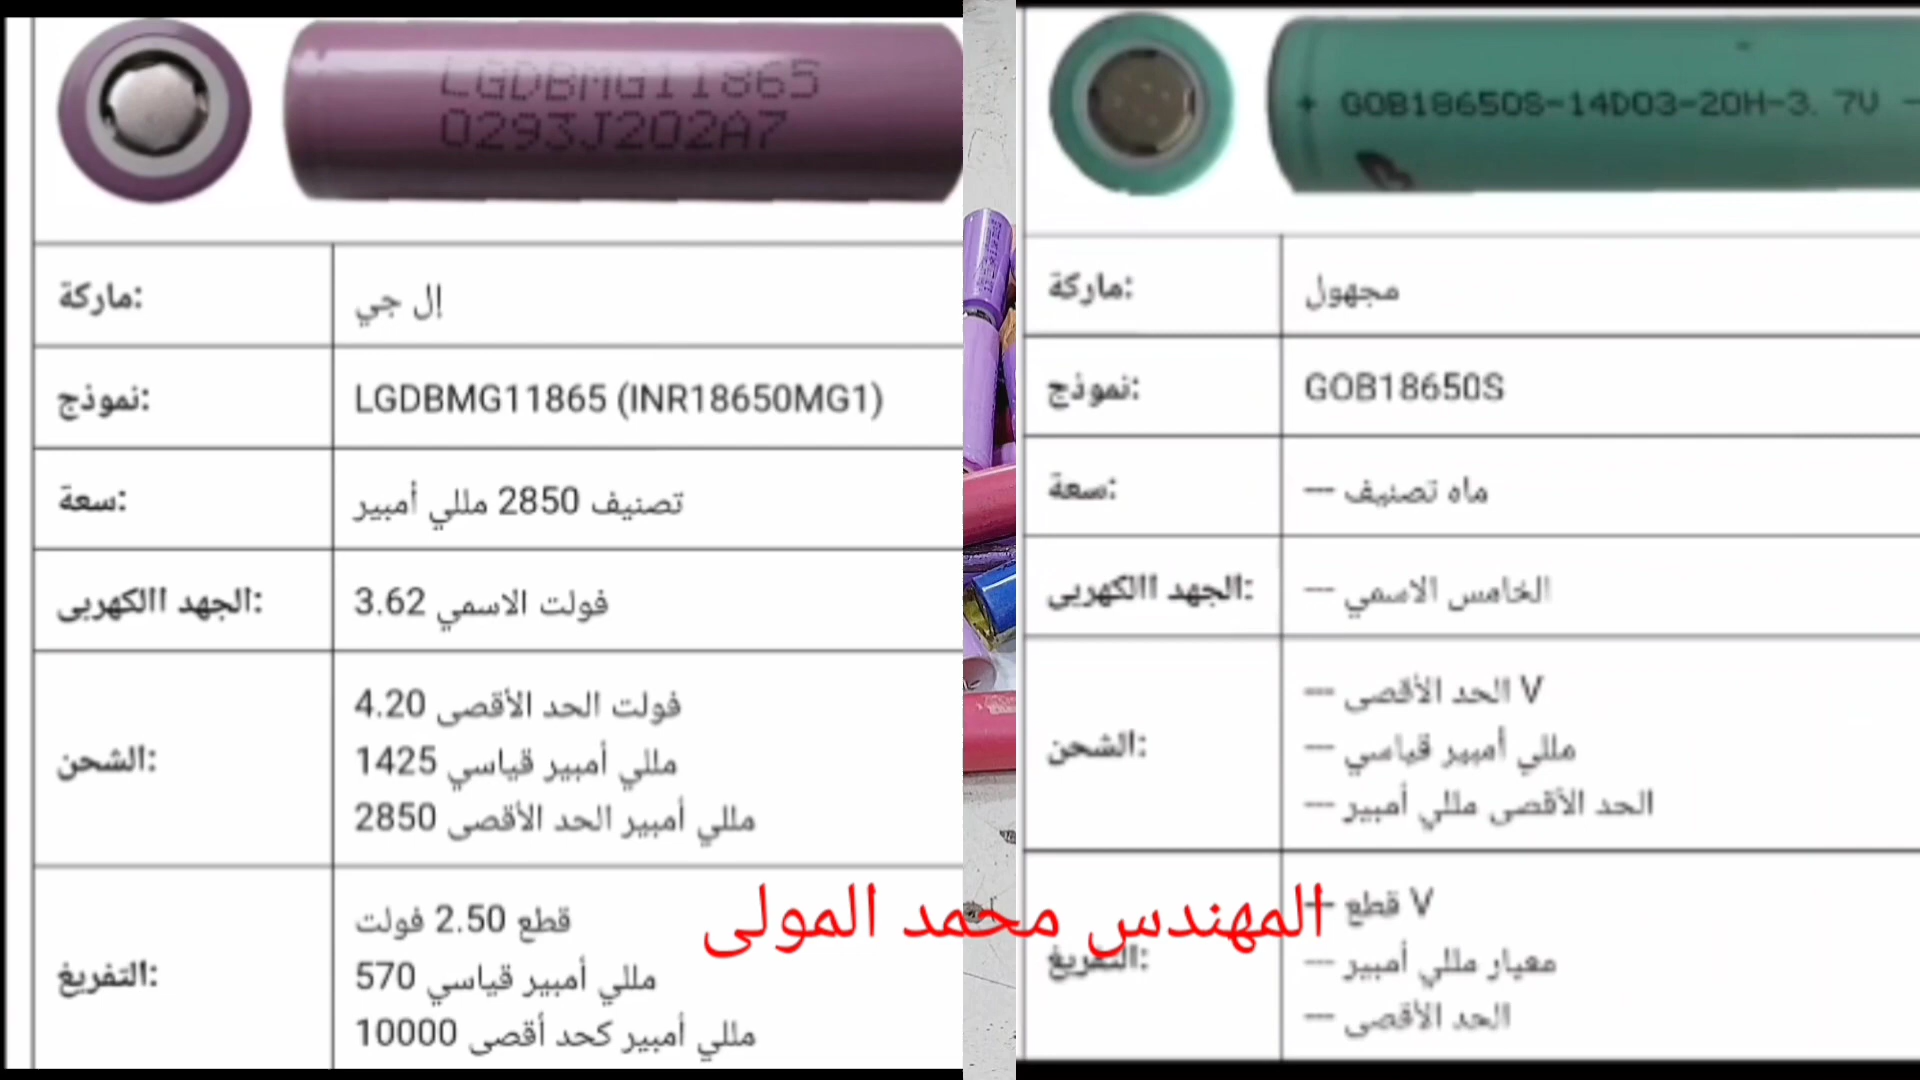 LGDBMG11865
0293J202A7
ماركة:
إل جي
نموذج:
LGDBMG11865 (INR18650MG1)
سعة:
تصنيف 2850 مللي أمبير
الجهد االكهربى:
3.62 فولت الاسمي
الشحن:
4.20 فولت الحد الأقصى
1425 مللي أمبير قياسي
2850 مللي أمبير الحد الأقصى
التفريغ:
قطع 2.50 فولت
570 مللي أمبير قياسي
10000 مللي أمبير كحد أقصى
+ GOB18650S-14D03-20H-3.7V -
ماركة:
مجهول
نموذج:
GOB18650S
سعة:
--- ماه تصنيف
الجهد االكهربى:
--- الخامس الاسمي
الشحن:
--- V الحد الأقصى
--- مللي أمبير قياسي
--- الحد الأقصى مللي أمبير
التفريغ:
--- V قطع
--- معيار مللي أمبير
--- الحد الأقصى
المهندس محمد المولى